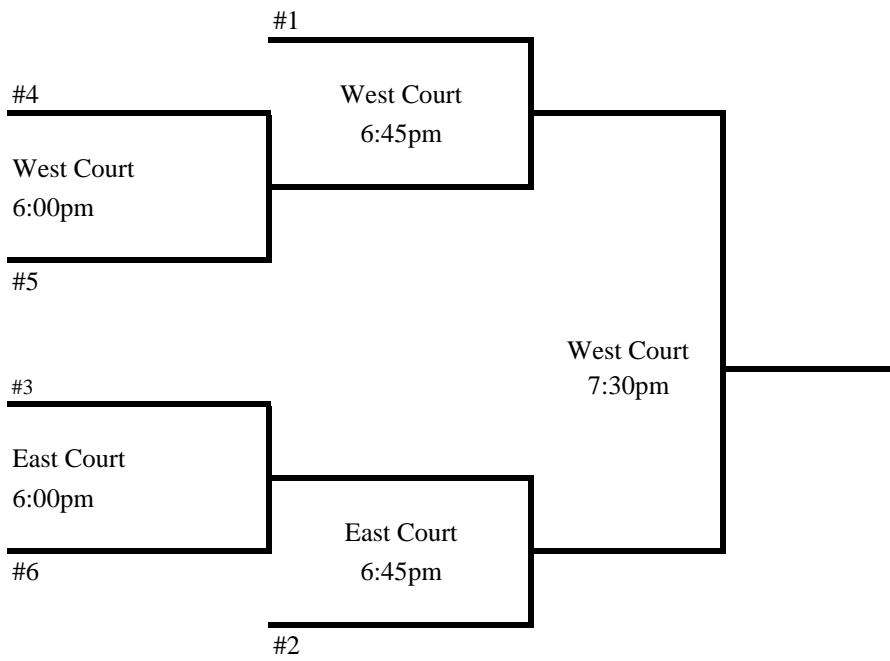 #1
#4
West Court
6:45pm
West Court
6:00pm
#5
West Court
7:30pm
#3
East Court
6:00pm
East Court
6:45pm
#6
#2